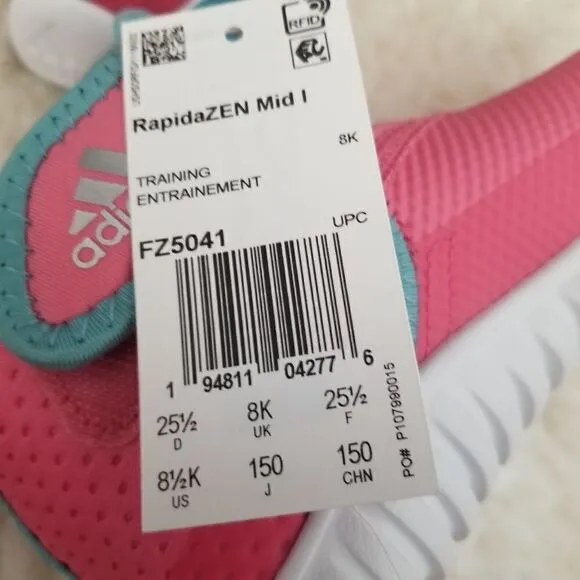 RFID
RapidaZEN Mid I
8K
TRAINING
ENTRAINEMENT
FZ5041
UPC
1 94811 04277 6
25½ 8K 25½
D UK F
8½K 150 150
US J CHN
PO# P107990015
adi